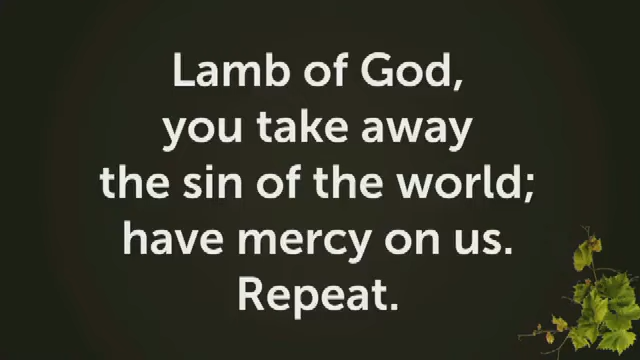 Lamb of God,
you take away
the sin of the world;
have mercy on us.
Repeat.